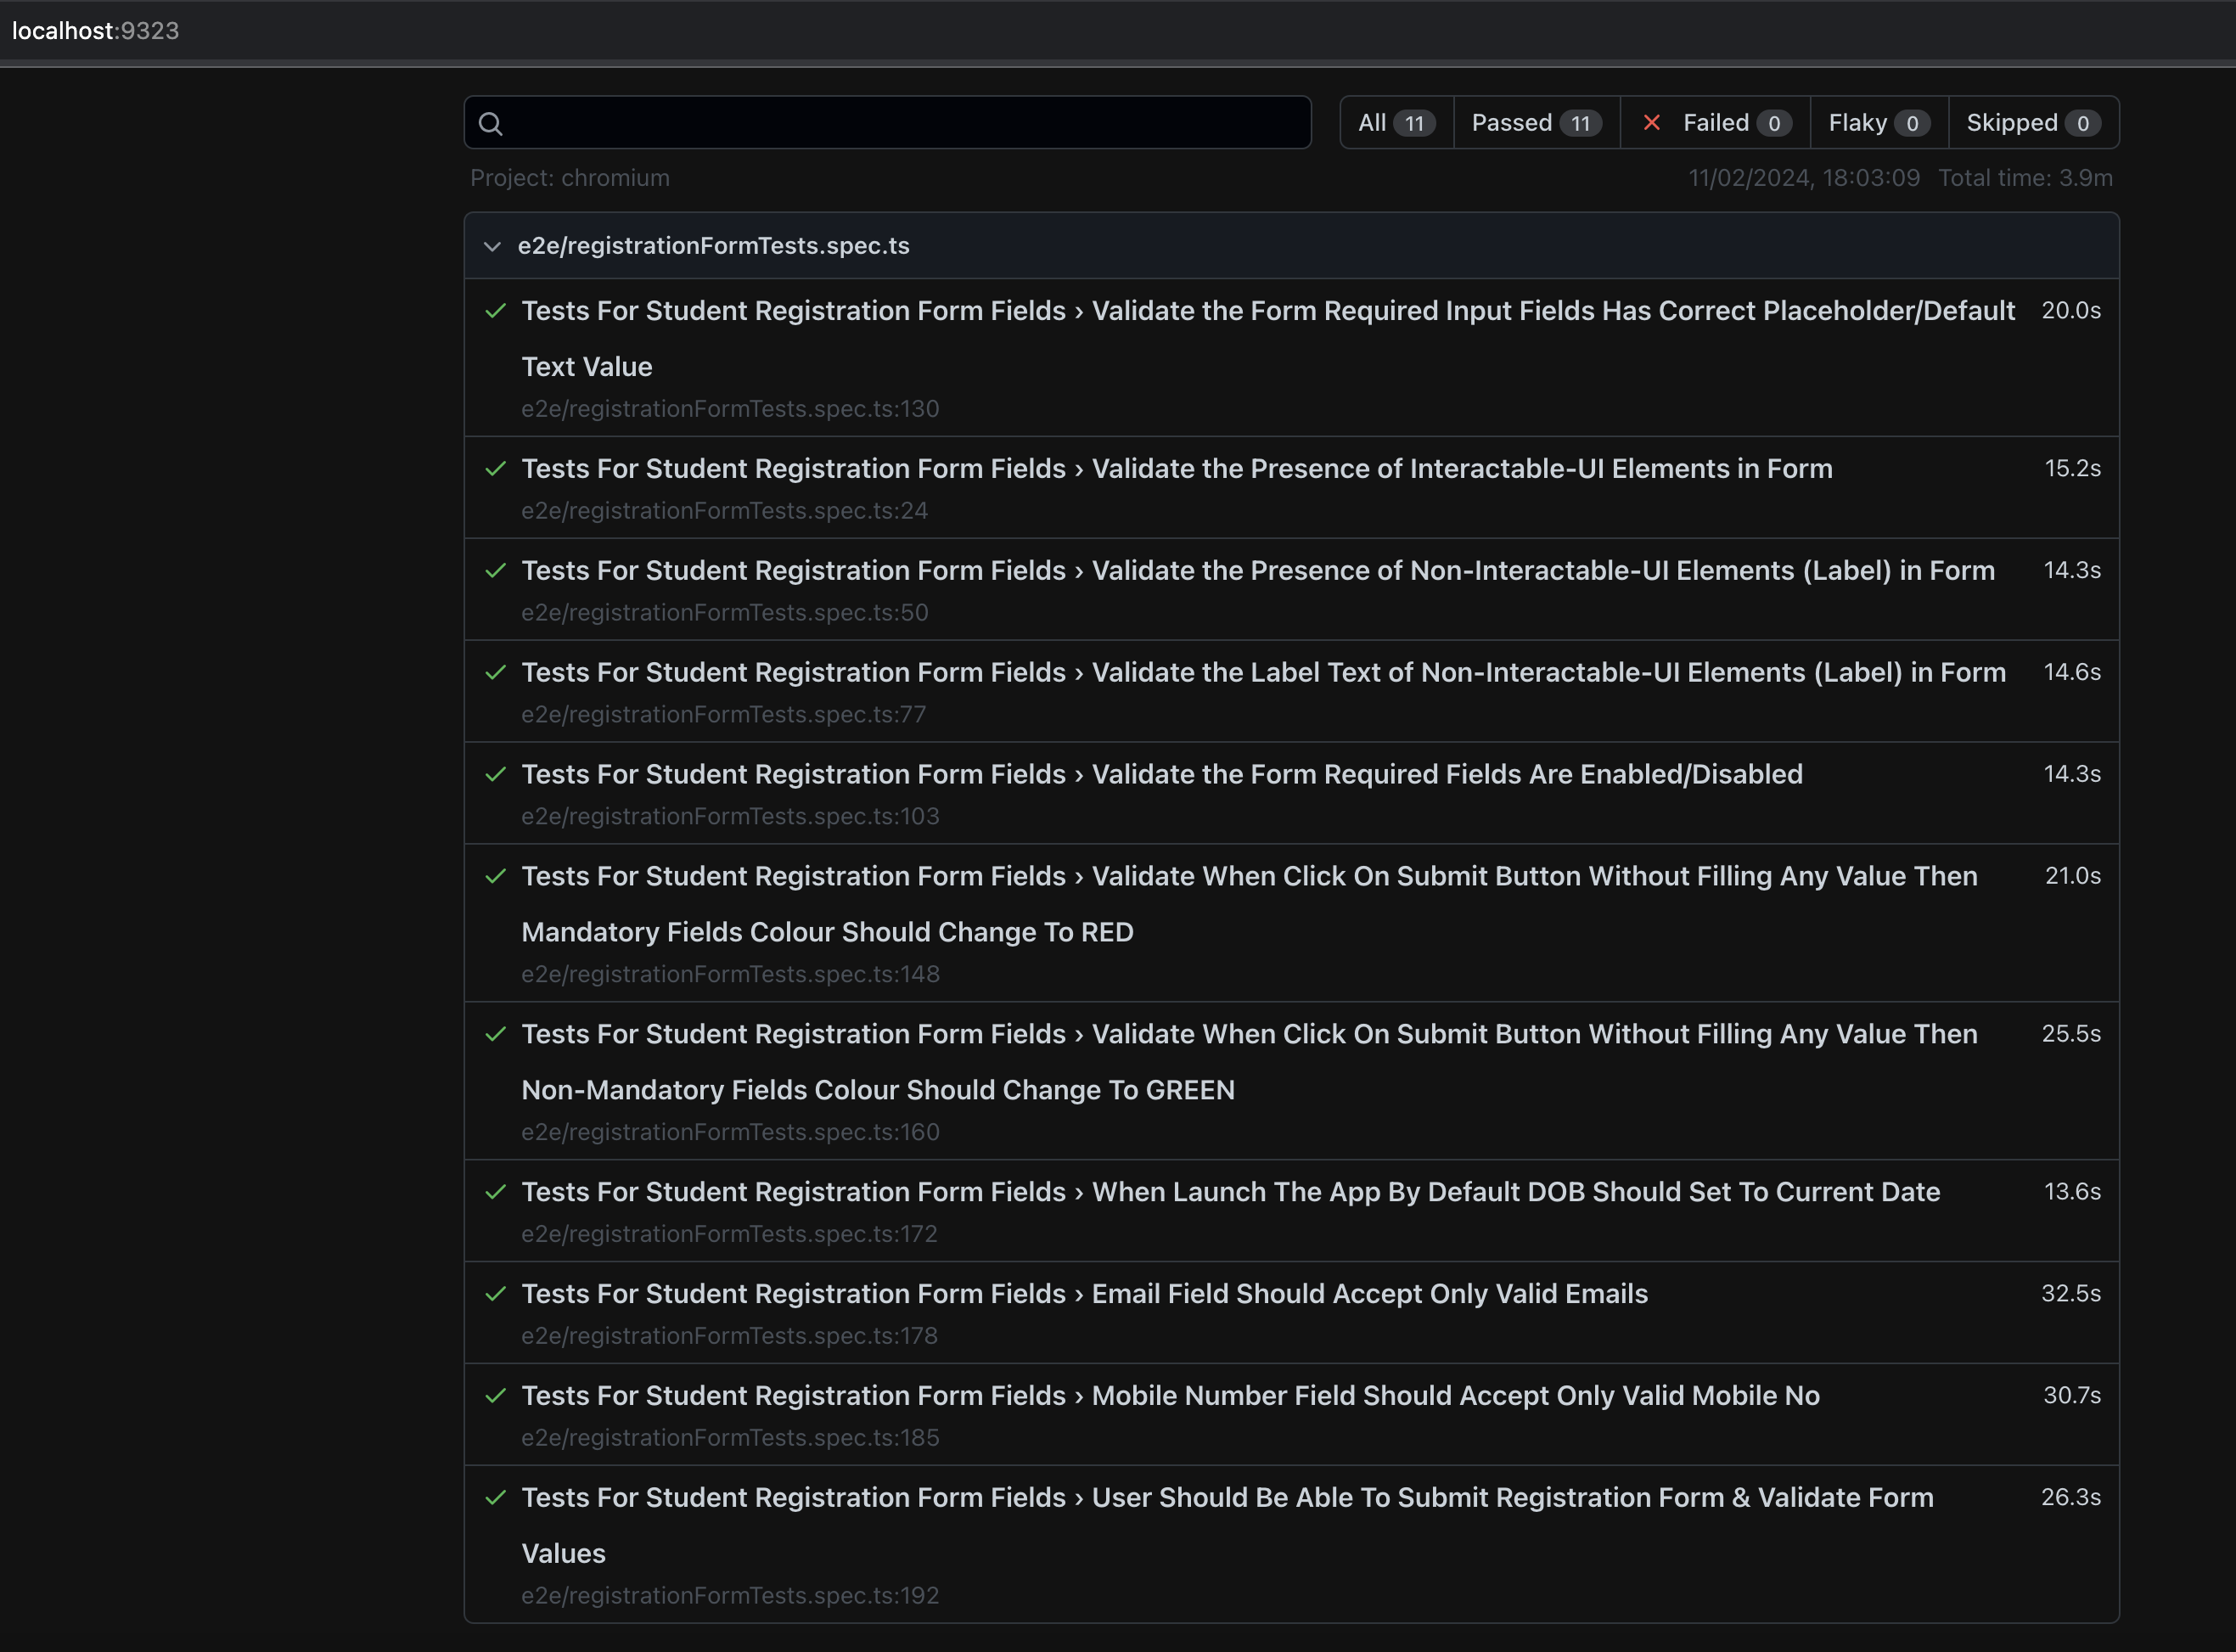 localhost:9323
All 11 Passed 11 Failed 0 Flaky 0 Skipped 0
Project: chromium 11/02/2024, 18:03:09 Total time: 3.9m
e2e/registrationFormTests.spec.ts
Tests For Student Registration Form Fields › Validate the Form Required Input Fields Has Correct Placeholder/Default 20.0s
Text Value
e2e/registrationFormTests.spec.ts:130
Tests For Student Registration Form Fields › Validate the Presence of Interactable-UI Elements in Form 15.2s
e2e/registrationFormTests.spec.ts:24
Tests For Student Registration Form Fields › Validate the Presence of Non-Interactable-UI Elements (Label) in Form 14.3s
e2e/registrationFormTests.spec.ts:50
Tests For Student Registration Form Fields › Validate the Label Text of Non-Interactable-UI Elements (Label) in Form 14.6s
e2e/registrationFormTests.spec.ts:77
Tests For Student Registration Form Fields › Validate the Form Required Fields Are Enabled/Disabled 14.3s
e2e/registrationFormTests.spec.ts:103
Tests For Student Registration Form Fields › Validate When Click On Submit Button Without Filling Any Value Then 21.0s
Mandatory Fields Colour Should Change To RED
e2e/registrationFormTests.spec.ts:148
Tests For Student Registration Form Fields › Validate When Click On Submit Button Without Filling Any Value Then 25.5s
Non-Mandatory Fields Colour Should Change To GREEN
e2e/registrationFormTests.spec.ts:160
Tests For Student Registration Form Fields › When Launch The App By Default DOB Should Set To Current Date 13.6s
e2e/registrationFormTests.spec.ts:172
Tests For Student Registration Form Fields › Email Field Should Accept Only Valid Emails 32.5s
e2e/registrationFormTests.spec.ts:178
Tests For Student Registration Form Fields › Mobile Number Field Should Accept Only Valid Mobile No 30.7s
e2e/registrationFormTests.spec.ts:185
Tests For Student Registration Form Fields › User Should Be Able To Submit Registration Form & Validate Form 26.3s
Values
e2e/registrationFormTests.spec.ts:192